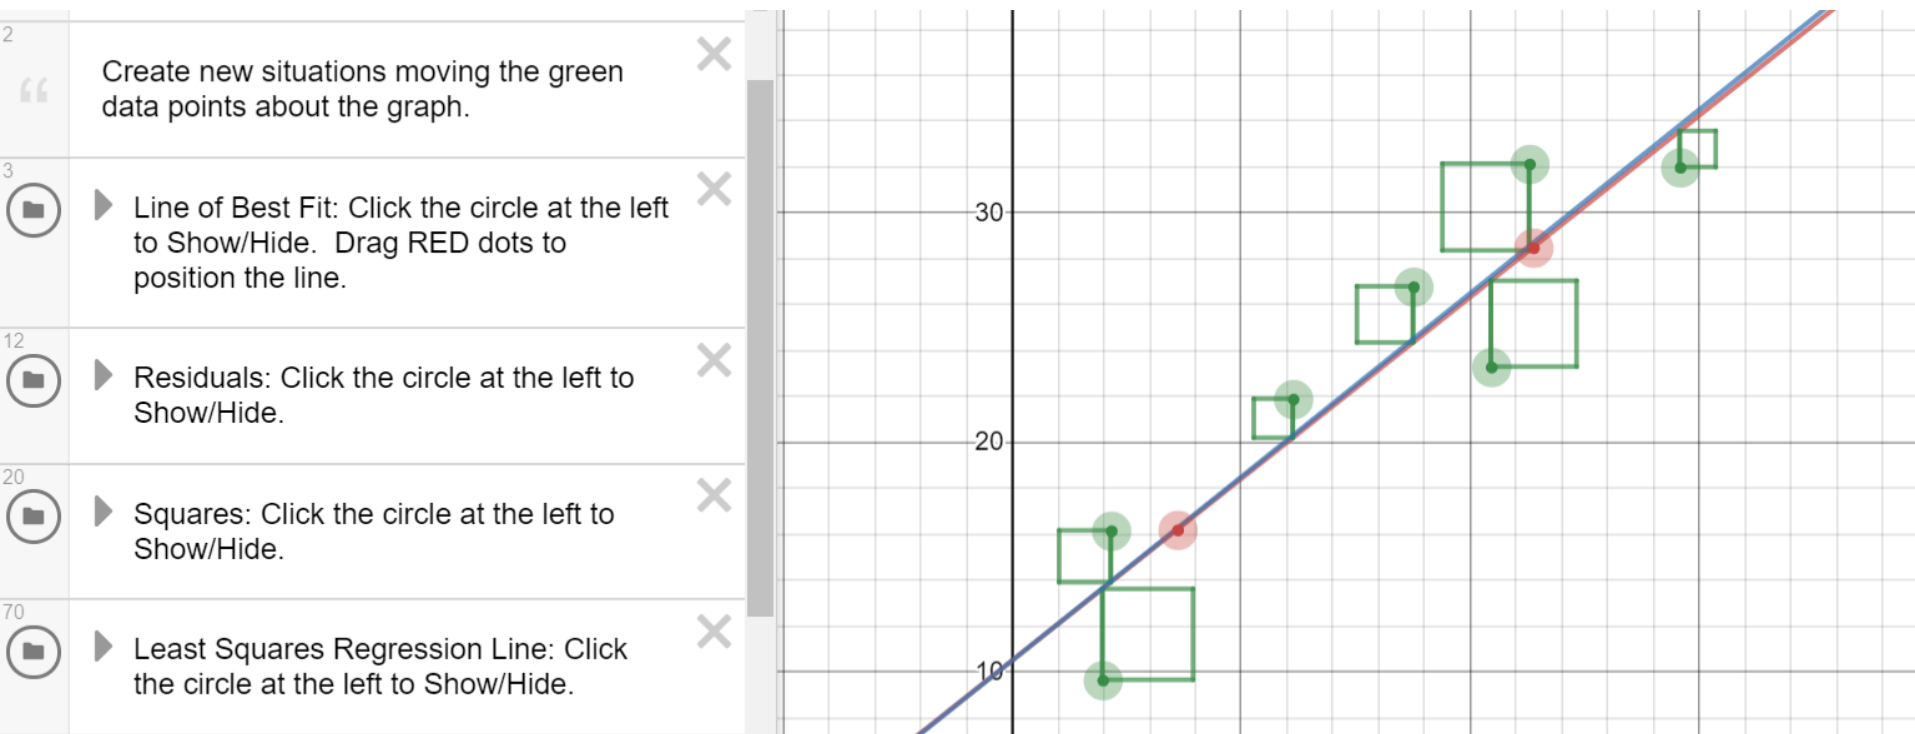 2
Create new situations moving the green
data points about the graph.
3
Line of Best Fit: Click the circle at the left
to Show/Hide.  Drag RED dots to
position the line.
12
Residuals: Click the circle at the left to
Show/Hide.
20
Squares: Click the circle at the left to
Show/Hide.
70
Least Squares Regression Line: Click
the circle at the left to Show/Hide.
30
20
10